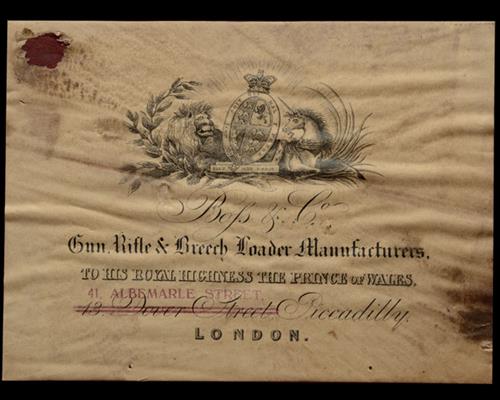 Boss & Co.
Gun, Rifle & Breech Loader Manufacturers,
TO HIS ROYAL HIGHNESS THE PRINCE OF WALES.
41, ALBEMARLE STREET,
13 Dover Street Piccadilly,
LONDON.